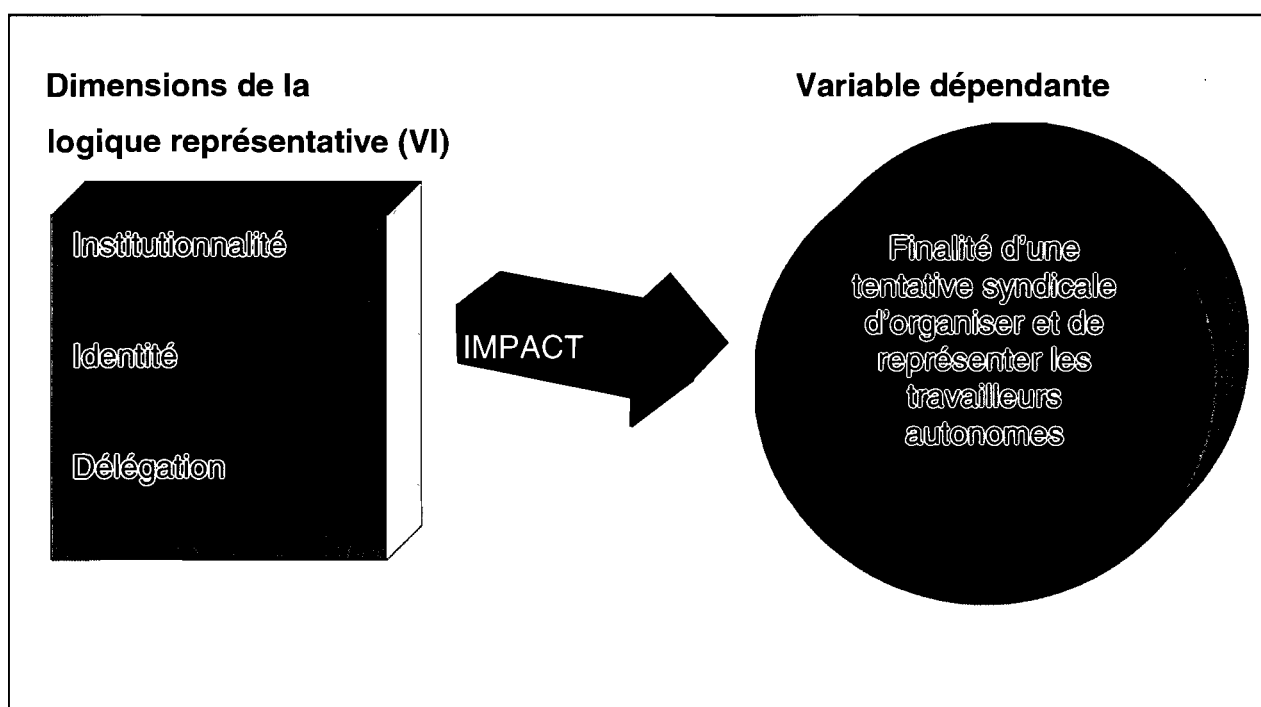 Dimensions de la
logique représentative (VI)
Institutionnalité
Identité
Délégation
IMPACT
Variable dépendante
Finalité d'une
tentative syndicale
d'organiser et de
représenter les
travailleurs
autonomes